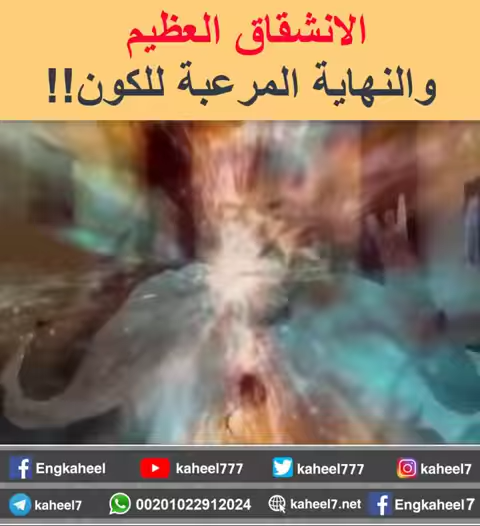 الانشقاق العظيم
والنهاية المرعبة للكون!!
Engkaheel kaheel777 kaheel777 kaheel7
kaheel7 00201022912024 kaheel7.net Engkaheel7